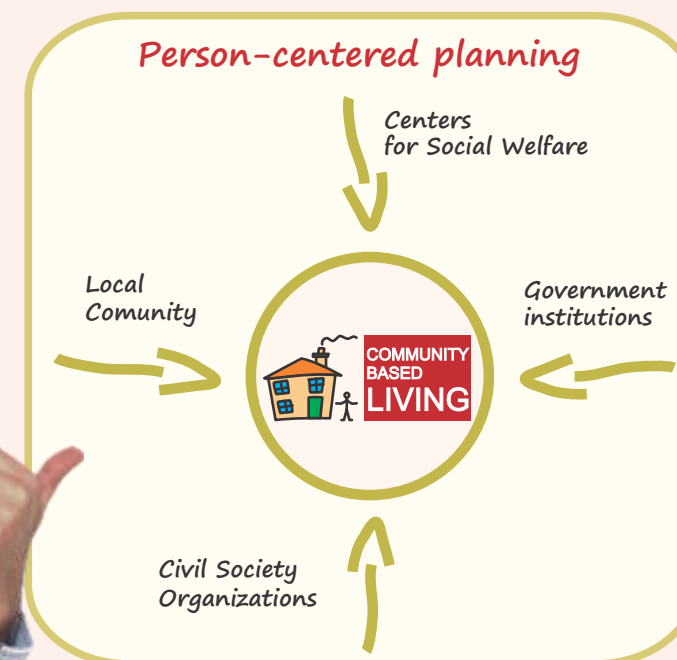 Person-centered planning
Centers
for Social Welfare
Local
Comunity
Government
institutions
COMMUNITY
BASED
LIVING
Civil Society
Organizations